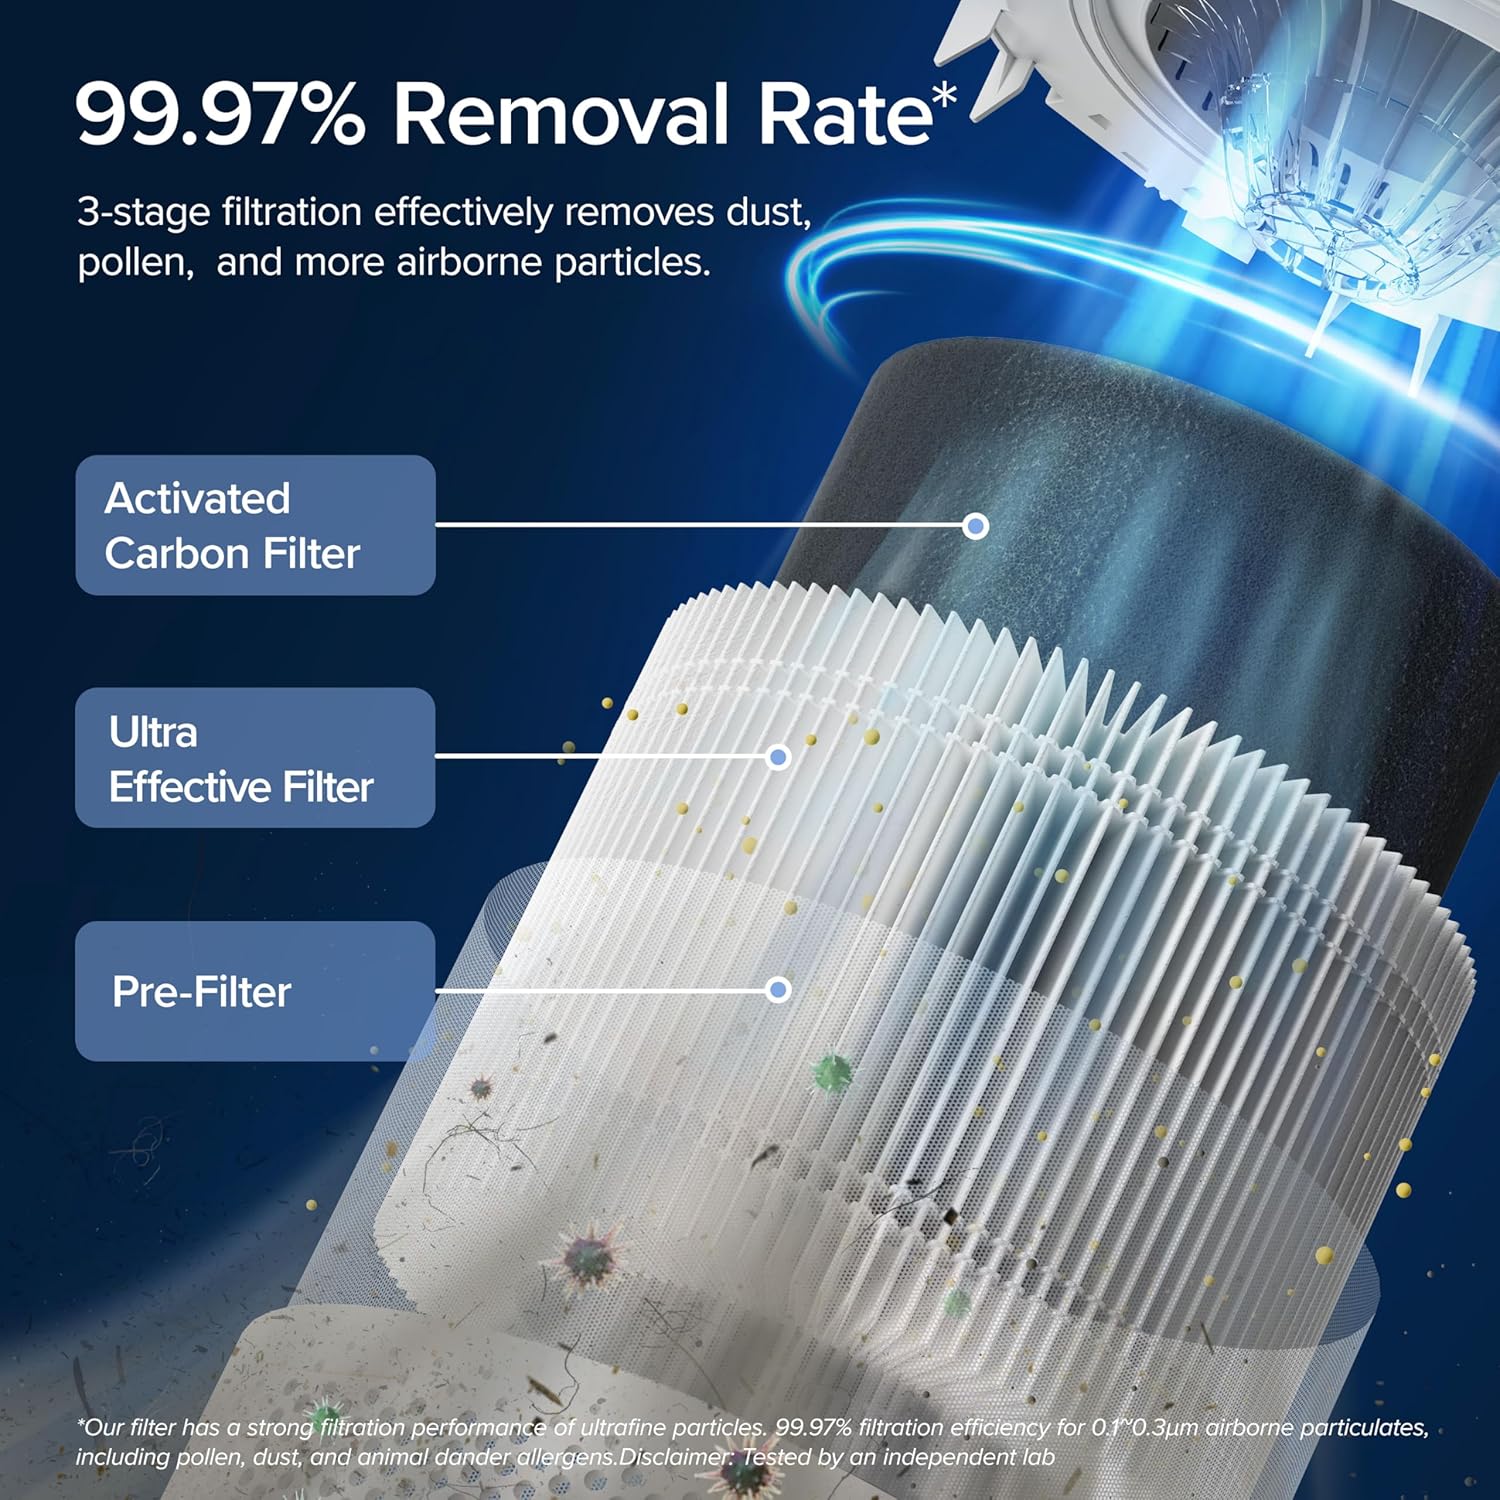 99.97% Removal Rate*
3-stage filtration effectively removes dust,
pollen,  and more airborne particles.
Activated
Carbon Filter
Ultra
Effective Filter
Pre-Filter
*Our filter has a strong filtration performance of ultrafine particles. 99.97% filtration efficiency for 0.1~0.3μm airborne particulates,
including pollen, dust, and animal dander allergens.Disclaimer: Tested by an independent lab